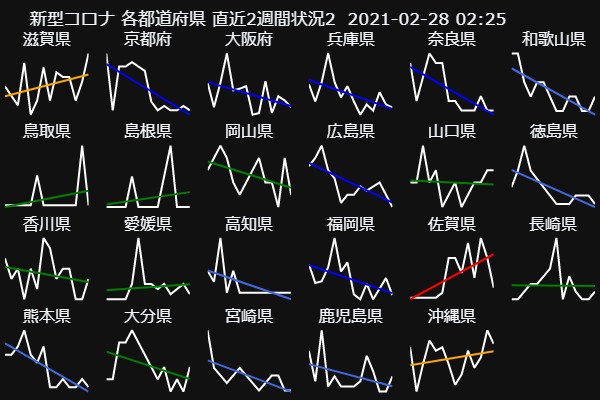 新型コロナ 各都道府県 直近2週間状況2 2021-02-28 02:25
滋賀県 京都府 大阪府 兵庫県 奈良県 和歌山県
鳥取県 島根県 岡山県 広島県 山口県 徳島県
香川県 愛媛県 高知県 福岡県 佐賀県 長崎県
熊本県 大分県 宮崎県 鹿児島県 沖縄県